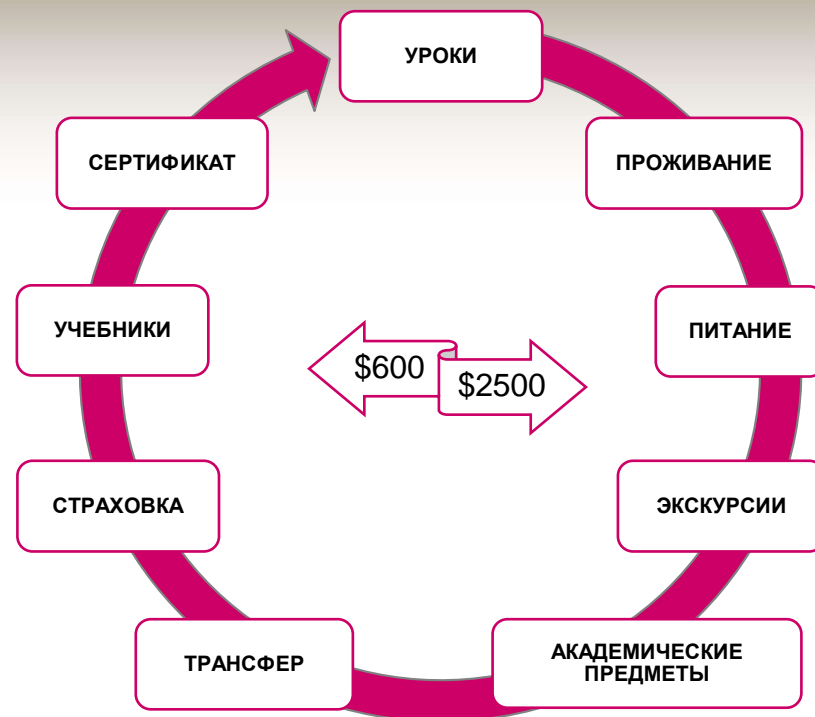 УРОКИ
ПРОЖИВАНИЕ
ПИТАНИЕ
ЭКСКУРСИИ
АКАДЕМИЧЕСКИЕ
ПРЕДМЕТЫ
ТРАНСФЕР
СТРАХОВКА
УЧЕБНИКИ
СЕРТИФИКАТ
$600
$2500